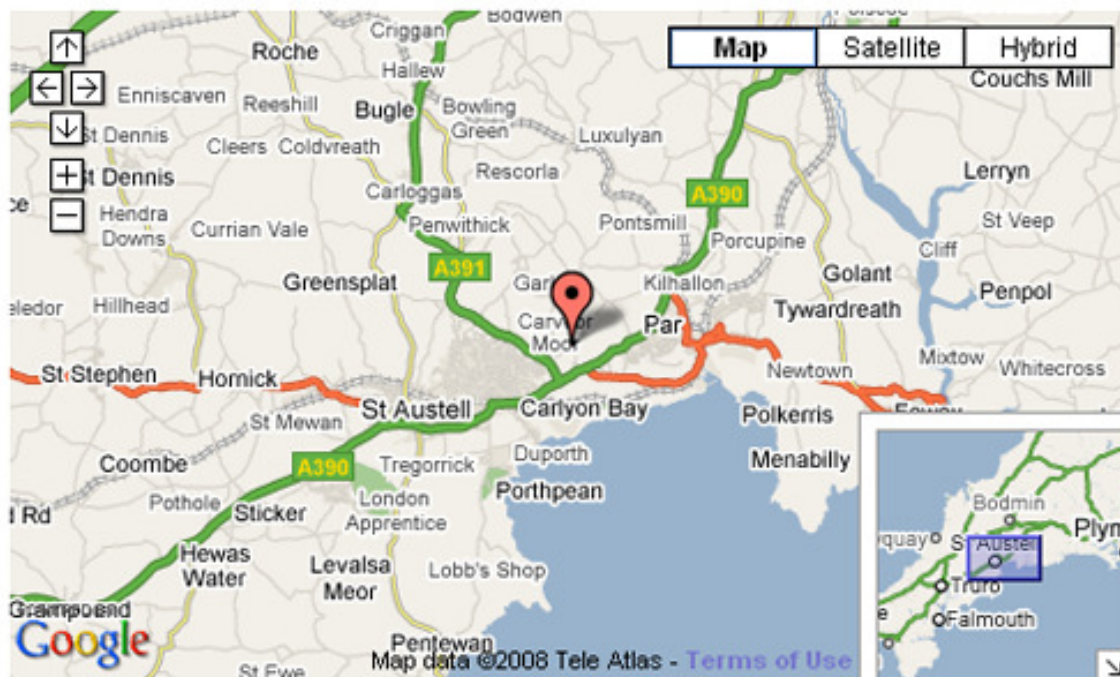 Bodwen
Criggan
Roche
Map Satellite Hybrid
Hallew
Couchs Mill
Enniscaven
Reeshill
Bugle
Bowling
Green
Luxulyan
St Dennis
Cleers
Coldvreath
Rescorla
Lerryn
St Dennis
Carloggas
A390
Hendra
Downs
Currian Vale
Penwithick
Pontsmill
St Veep
Porcupine
Cliff
A391
Greensplat
Kilhallon
Golant
Penpol
Hillhead
Tywardreath
Par
Mixtow
Whitecross
St Stephen
Hornick
Newtown
St Austell
Carlyon Bay
Polkerris
St Mewan
Coombe
A390
Tregorrick
Duporth
Menabilly
Porthpean
Pothole
London
Apprentice
Sticker
Hewas
Water
Levalsa
Meor
Lobb's Shop
Bodmin
St Austell
Truro
Falmouth
Google
Pentewan
St Ewe
Map data ©2008 Tele Atlas - Terms of Use